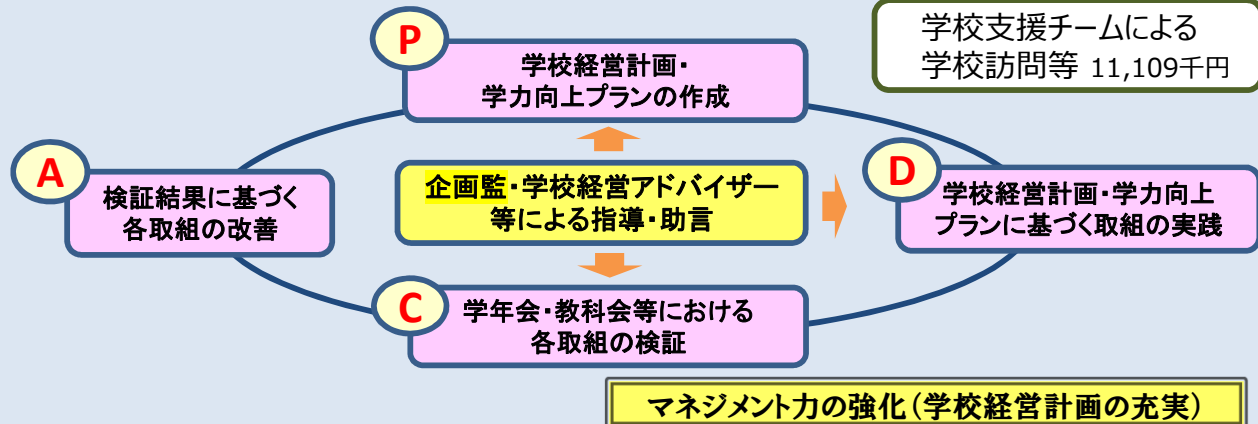 学校支援チームによる
学校訪問等 11,109千円
P
学校経営計画・
学力向上プランの作成
A
検証結果に基づく
各取組の改善
企画監・学校経営アドバイザー
等による指導・助言
D
学校経営計画・学力向上
プランに基づく取組の実践
C
学年会・教科会等における
各取組の検証
マネジメント力の強化(学校経営計画の充実)